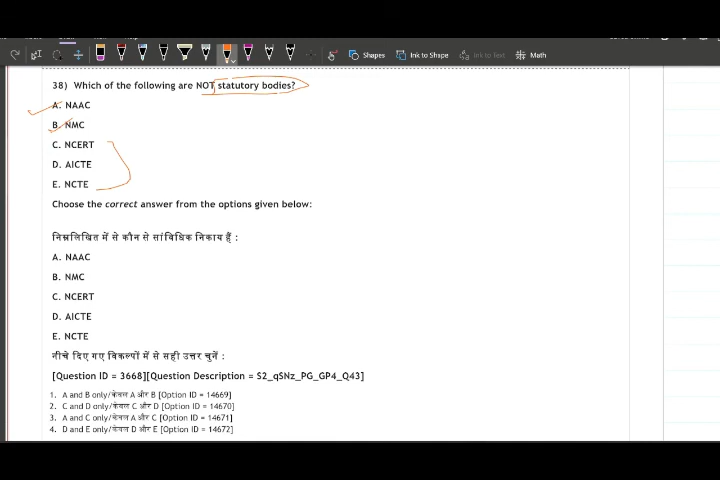 Shapes
Ink to Shape
Ink to Text
Math
38) Which of the following are NOT statutory bodies?
A. NAAC
B. NMC
C. NCERT
D. AICTE
E. NCTE
Choose the correct answer from the options given below:
निम्नलिखित में से कौन से सांविधिक निकाय हैं :
A. NAAC
B. NMC
C. NCERT
D. AICTE
E. NCTE
नीचे दिए गए विकल्पों में से सही उत्तर चुनें :
[Question ID = 3668][Question Description = S2_qSNz_PG_GP4_Q43]
1. A and B only/केवल A और B [Option ID = 14669]
2. C and D only/केवल C और D [Option ID = 14670]
3. A and C only/केवल A और C [Option ID = 14671]
4. D and E only/केवल D और E [Option ID = 14672]